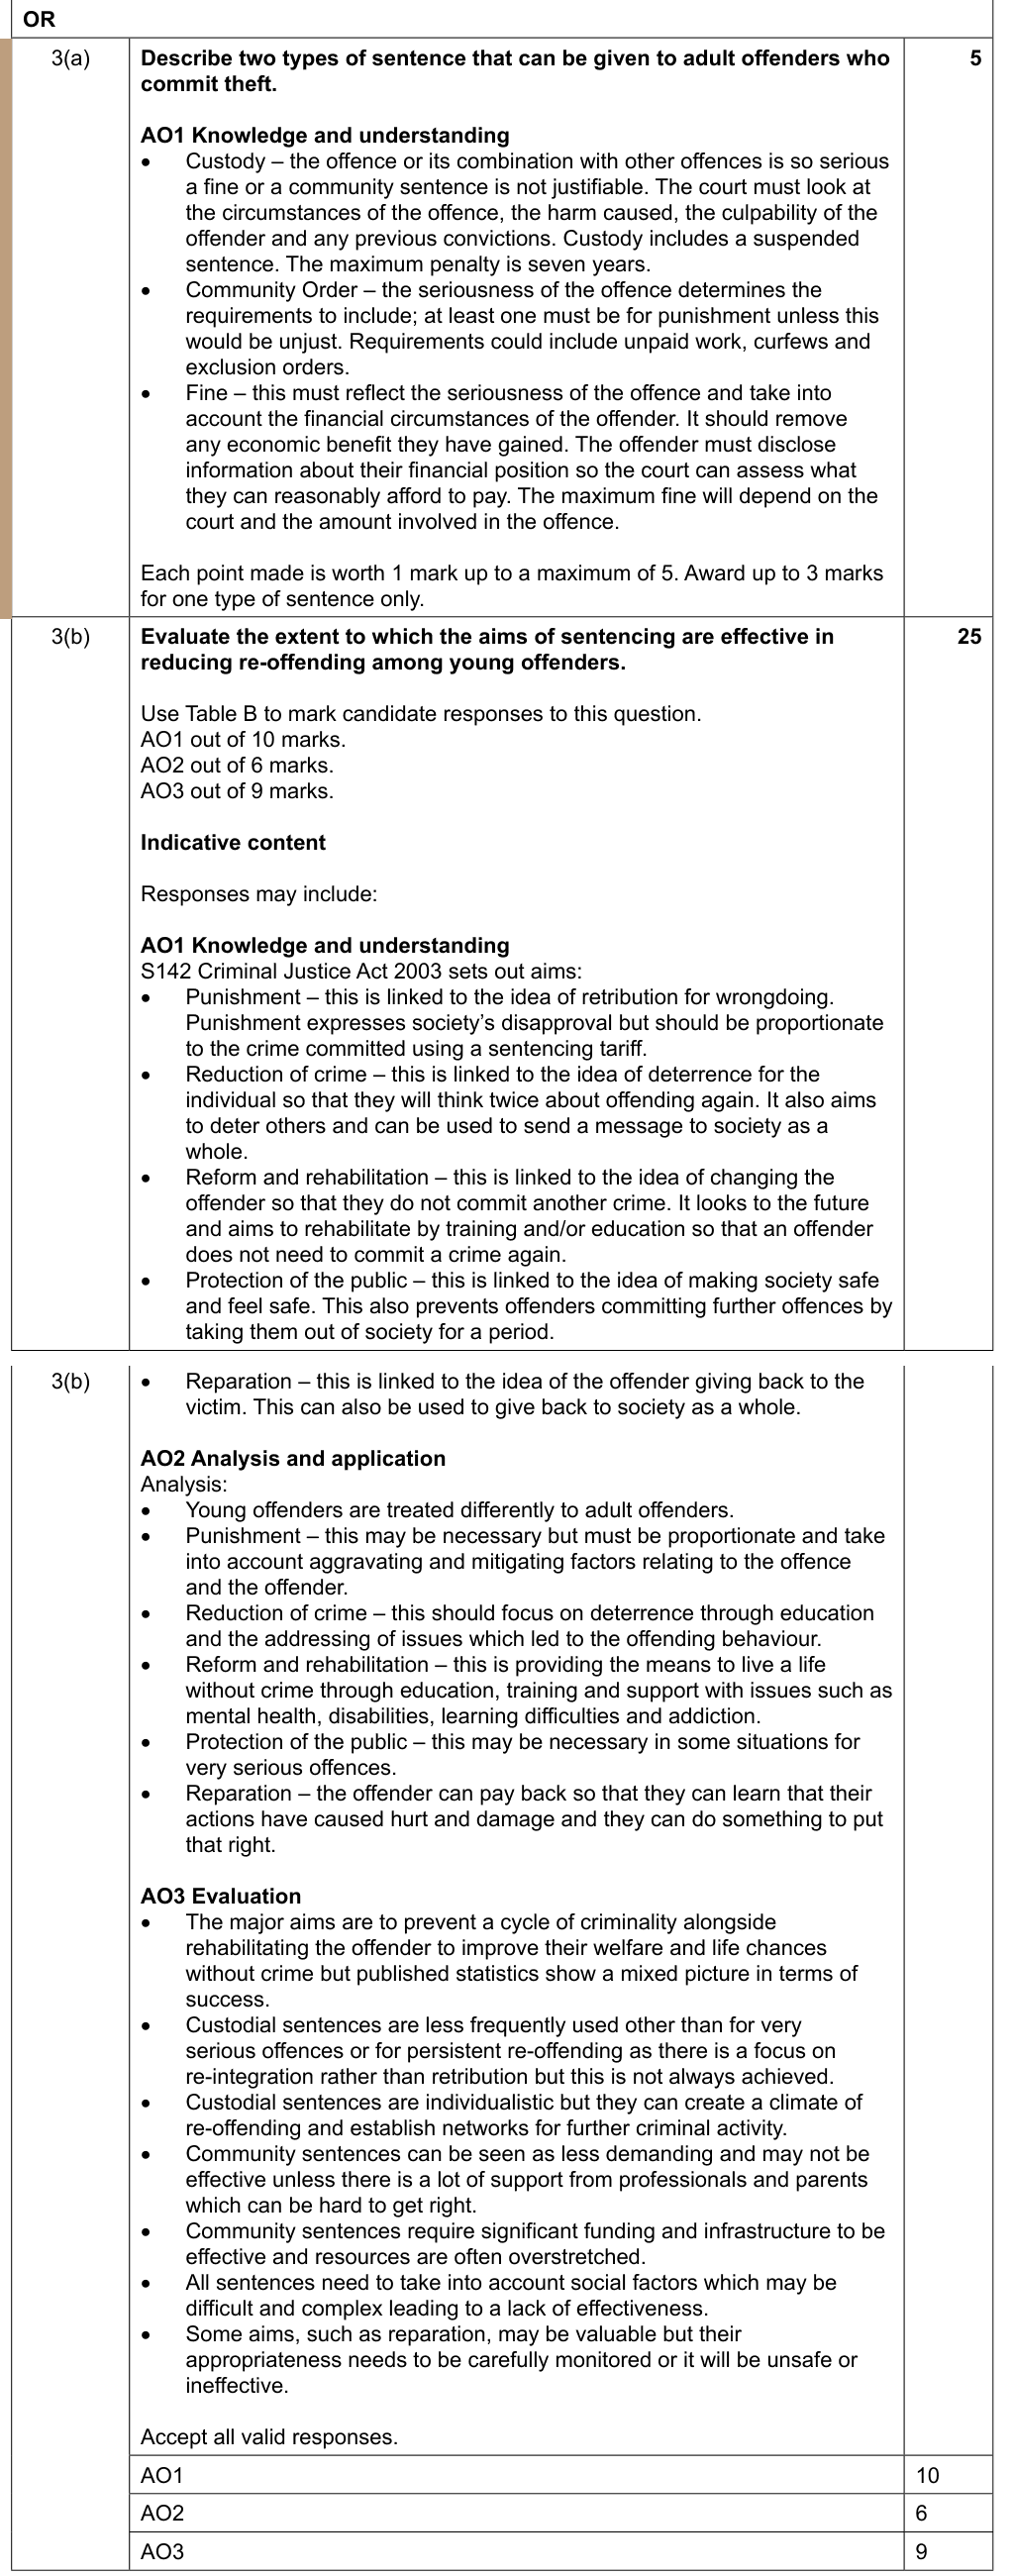 OR
3(a)
Describe two types of sentence that can be given to adult offenders who
commit theft.
5
AO1 Knowledge and understanding
• Custody – the offence or its combination with other offences is so serious
a fine or a community sentence is not justifiable. The court must look at
the circumstances of the offence, the harm caused, the culpability of the
offender and any previous convictions. Custody includes a suspended
sentence. The maximum penalty is seven years.
• Community Order – the seriousness of the offence determines the
requirements to include; at least one must be for punishment unless this
would be unjust. Requirements could include unpaid work, curfews and
exclusion orders.
• Fine – this must reflect the seriousness of the offence and take into
account the financial circumstances of the offender. It should remove
any economic benefit they have gained. The offender must disclose
information about their financial position so the court can assess what
they can reasonably afford to pay. The maximum fine will depend on the
court and the amount involved in the offence.
Each point made is worth 1 mark up to a maximum of 5. Award up to 3 marks
for one type of sentence only.
3(b)
Evaluate the extent to which the aims of sentencing are effective in
reducing re-offending among young offenders.
25
Use Table B to mark candidate responses to this question.
AO1 out of 10 marks.
AO2 out of 6 marks.
AO3 out of 9 marks.
Indicative content
Responses may include:
AO1 Knowledge and understanding
S142 Criminal Justice Act 2003 sets out aims:
• Punishment – this is linked to the idea of retribution for wrongdoing.
Punishment expresses society’s disapproval but should be proportionate
to the crime committed using a sentencing tariff.
• Reduction of crime – this is linked to the idea of deterrence for the
individual so that they will think twice about offending again. It also aims
to deter others and can be used to send a message to society as a
whole.
• Reform and rehabilitation – this is linked to the idea of changing the
offender so that they do not commit another crime. It looks to the future
and aims to rehabilitate by training and/or education so that an offender
does not need to commit a crime again.
• Protection of the public – this is linked to the idea of making society safe
and feel safe. This also prevents offenders committing further offences by
taking them out of society for a period.
3(b)
• Reparation – this is linked to the idea of the offender giving back to the
victim. This can also be used to give back to society as a whole.
AO2 Analysis and application
Analysis:
• Young offenders are treated differently to adult offenders.
• Punishment – this may be necessary but must be proportionate and take
into account aggravating and mitigating factors relating to the offence
and the offender.
• Reduction of crime – this should focus on deterrence through education
and the addressing of issues which led to the offending behaviour.
• Reform and rehabilitation – this is providing the means to live a life
without crime through education, training and support with issues such as
mental health, disabilities, learning difficulties and addiction.
• Protection of the public – this may be necessary in some situations for
very serious offences.
• Reparation – the offender can pay back so that they can learn that their
actions have caused hurt and damage and they can do something to put
that right.
AO3 Evaluation
• The major aims are to prevent a cycle of criminality alongside
rehabilitating the offender to improve their welfare and life chances
without crime but published statistics show a mixed picture in terms of
success.
• Custodial sentences are less frequently used other than for very
serious offences or for persistent re-offending as there is a focus on
re-integration rather than retribution but this is not always achieved.
• Custodial sentences are individualistic but they can create a climate of
re-offending and establish networks for further criminal activity.
• Community sentences can be seen as less demanding and may not be
effective unless there is a lot of support from professionals and parents
which can be hard to get right.
• Community sentences require significant funding and infrastructure to be
effective and resources are often overstretched.
• All sentences need to take into account social factors which may be
difficult and complex leading to a lack of effectiveness.
• Some aims, such as reparation, may be valuable but their
appropriateness needs to be carefully monitored or it will be unsafe or
ineffective.
Accept all valid responses.
AO1 10
AO2 6
AO3 9